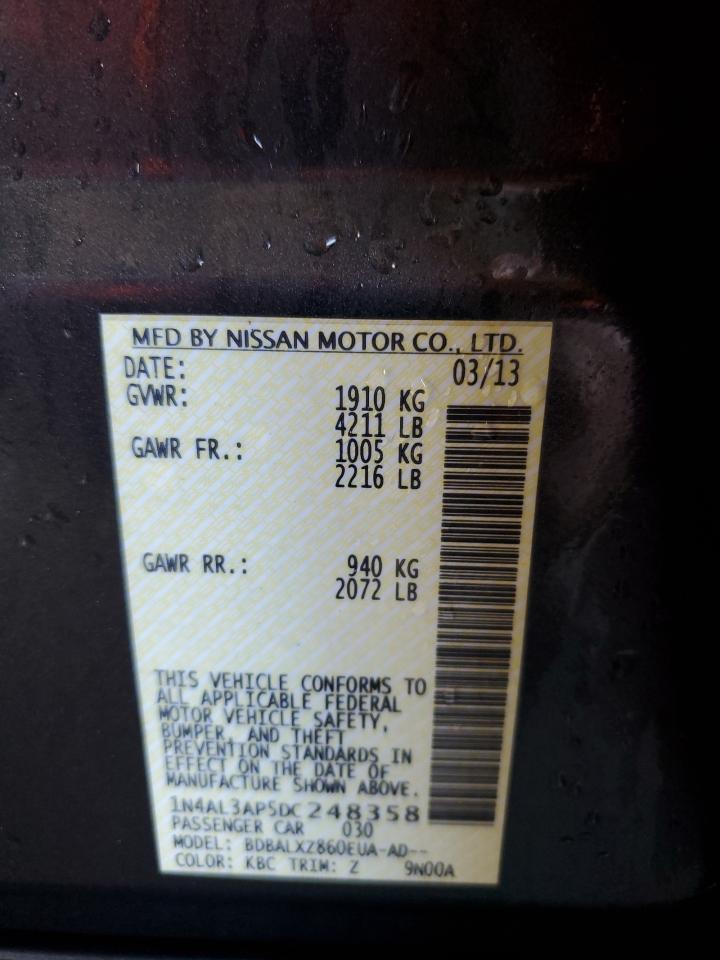 MFD BY NISSAN MOTOR CO., LTD.
DATE: 03/13
GVWR: 1910 KG
4211 LB
GAWR FR.: 1005 KG
2216 LB
GAWR RR.: 940 KG
2072 LB
THIS VEHICLE CONFORMS TO
ALL APPLICABLE FEDERAL
MOTOR VEHICLE SAFETY,
BUMPER, AND THEFT
PREVENTION STANDARDS IN
EFFECT ON THE DATE OF
MANUFACTURE SHOWN ABOVE.
1N4AL3AP5DC248358
PASSENGER CAR 030
MODEL: BDBALXZ860EUA-AD--
COLOR: KBC TRIM: Z 9N00A